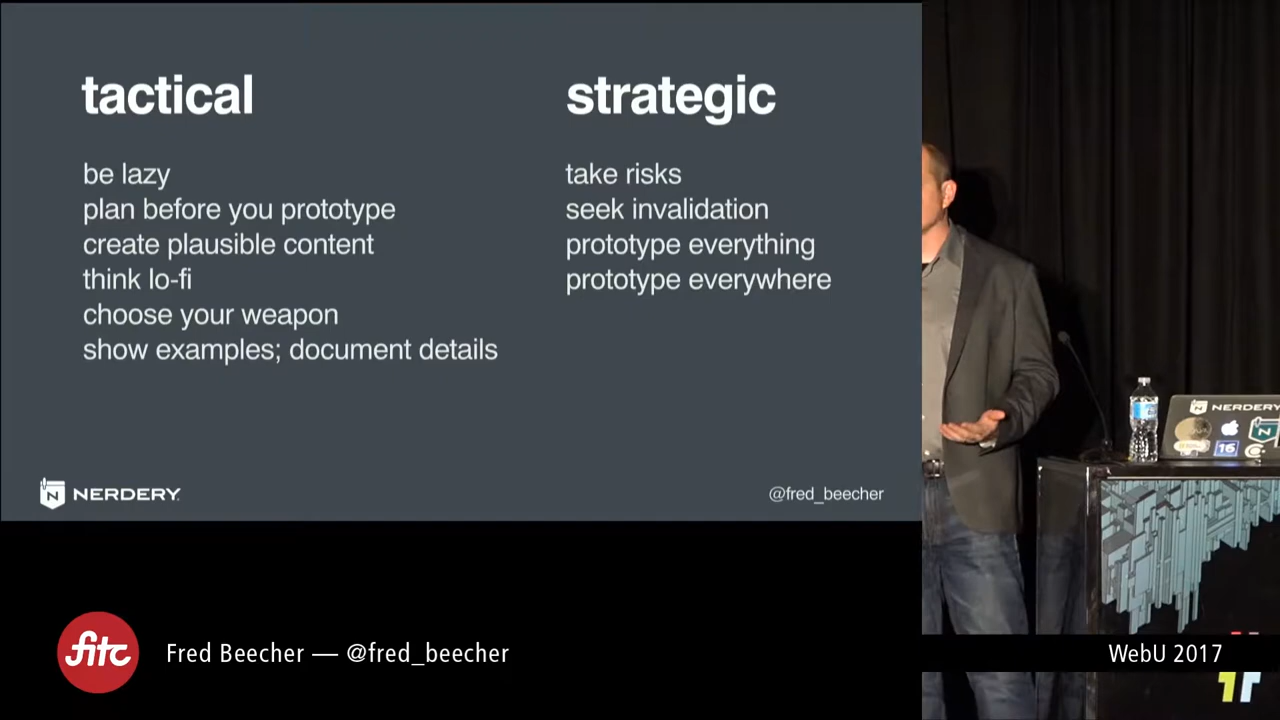 tactical
be lazy
plan before you prototype
create plausible content
think lo-fi
choose your weapon
show examples; document details
strategic
take risks
seek invalidation
prototype everything
prototype everywhere
N NERDERY
@fred_beecher
NERDERY
N
16
fitc
Fred Beecher — @fred_beecher
WebU 2017